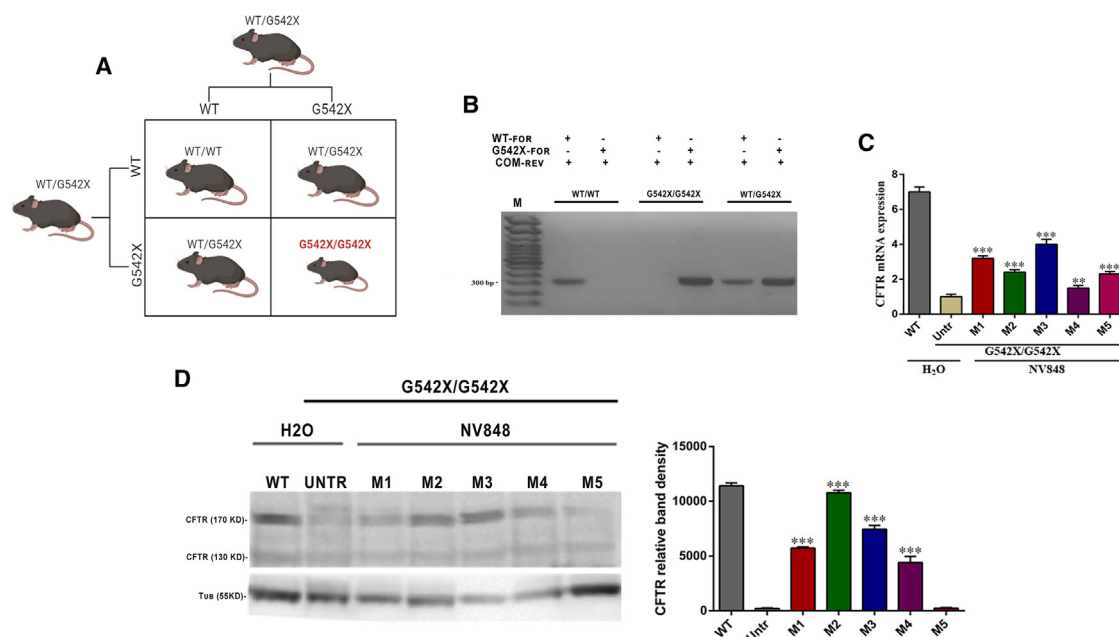 A
WT/G542X
WT
G542X
WT/G542X
WT
WT/WT
WT/G542X
G542X
WT/G542X
G542X/G542X
B
WT-FOR + - + - + -
G542X-FOR - + - + - +
COM-REV + + + + + +
M
WT/WT
G542X/G542X
WT/G542X
300 bp -
C
CFTR mRNA expression
8
6
4
2
0
***
***
***
**
***
WT
Untr
M1
M2
M3
M4
M5
G542X/G542X
H₂O
NV848
D
G542X/G542X
H2O
NV848
WT UNTR M1 M2 M3 M4 M5
CFTR (170 KD)-
CFTR (130 KD)-
TUB (55KD)-
CFTR relative band density
15000
10000
5000
0
***
***
***
***
WT
Untr
M1
M2
M3
M4
M5